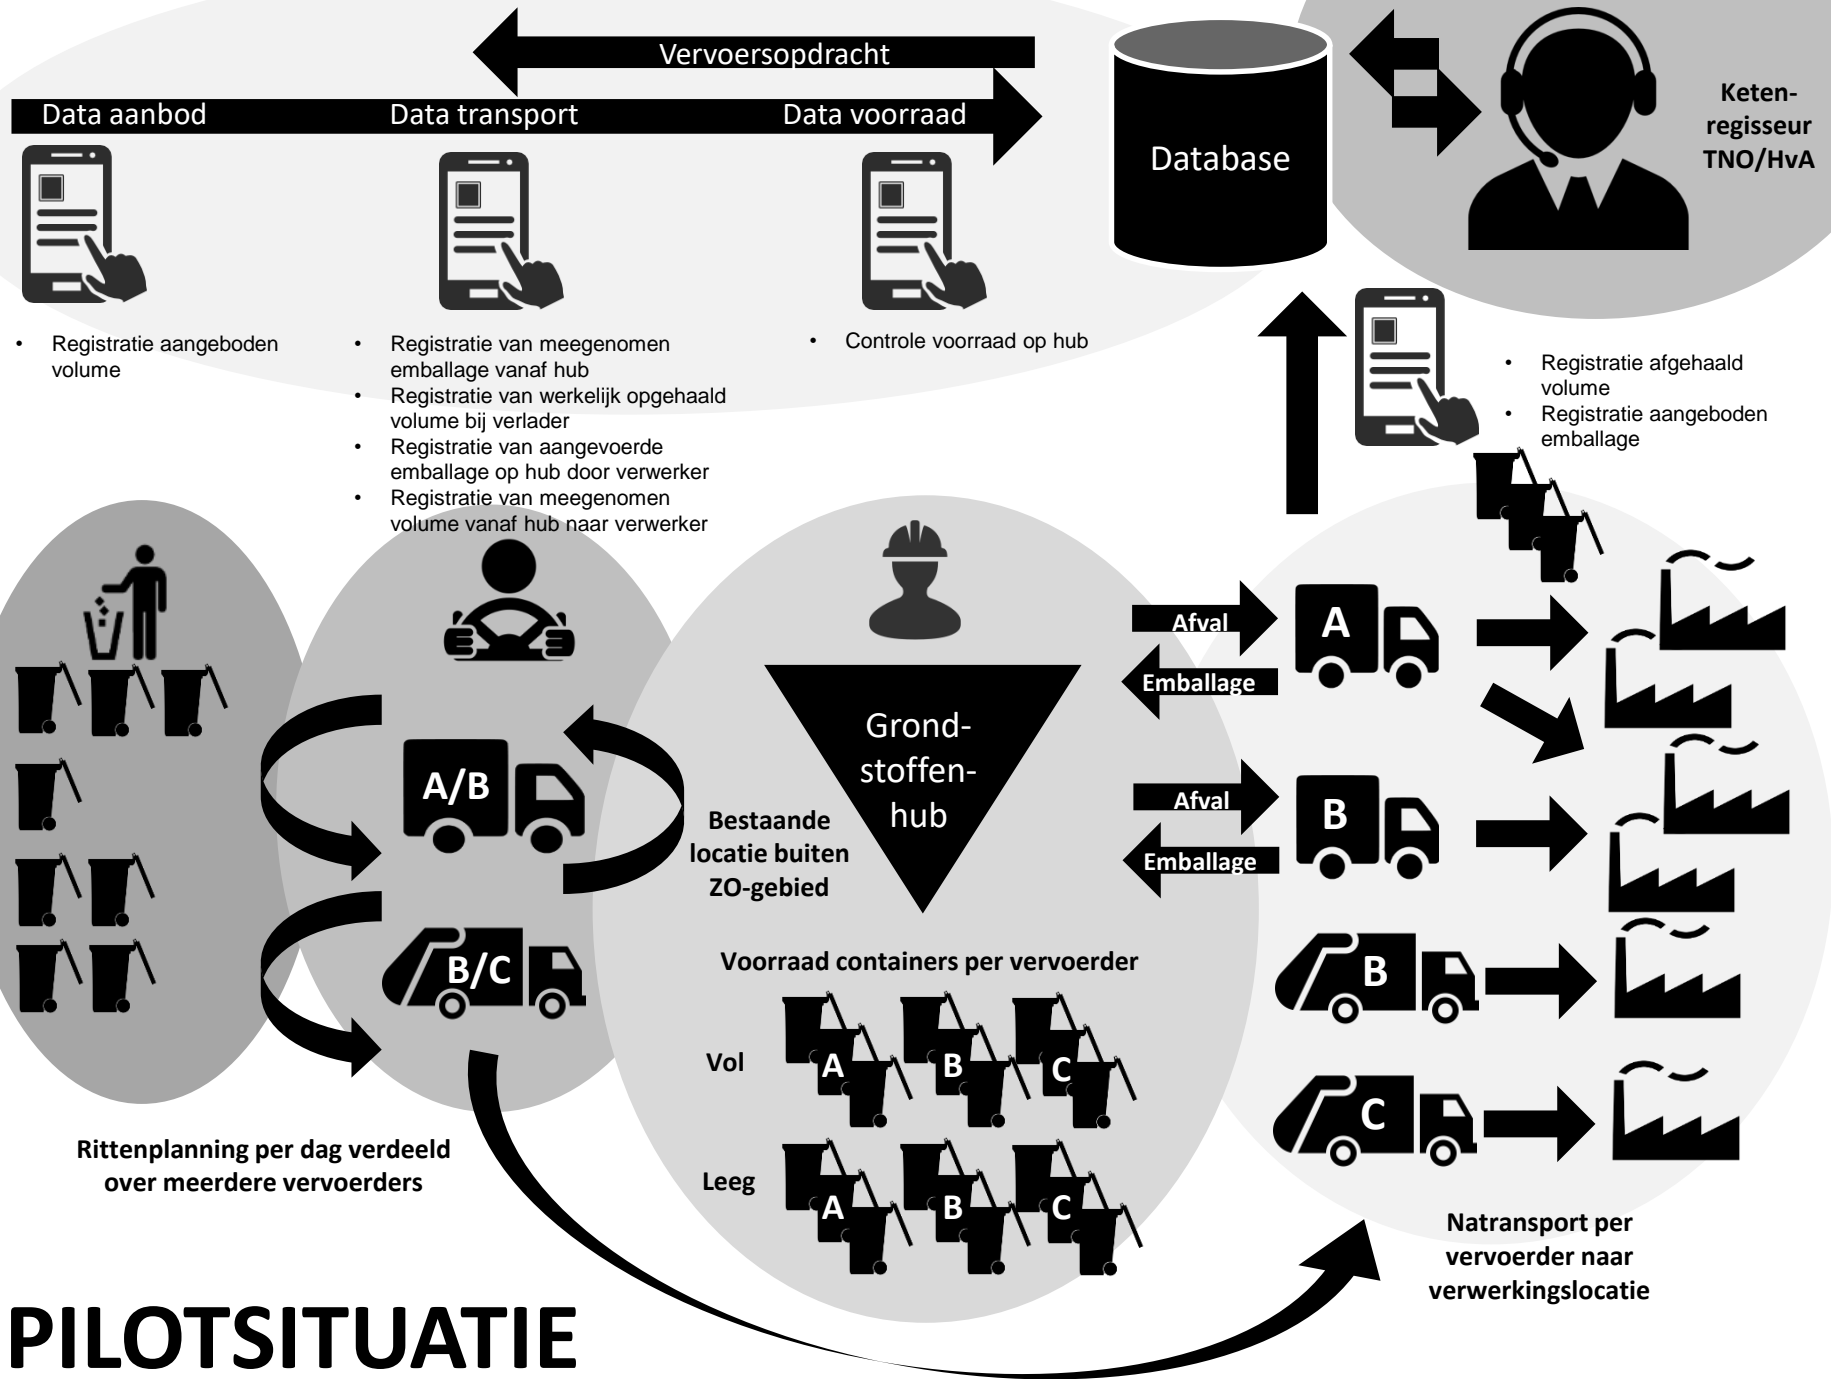 Vervoersopdracht
Data aanbod
Data transport
Data voorraad
Database
Keten-
regisseur
TNO/HvA
• Registratie aangeboden
volume
• Registratie van meegenomen
emballage vanaf hub
• Registratie van werkelijk opgehaald
volume bij verlader
• Registratie van aangevoerde
emballage op hub door verwerker
• Registratie van meegenomen
volume vanaf hub naar verwerker
• Controle voorraad op hub
• Registratie afgehaald
volume
• Registratie aangeboden
emballage
A/B
B/C
Rittenplanning per dag verdeeld
over meerdere vervoerders
Grond-
stoffen-
hub
Bestaande
locatie buiten
ZO-gebied
Voorraad containers per vervoerder
Vol
A
B
C
Leeg
A
B
C
Afval
Emballage
A
Afval
Emballage
B
B
C
Natransport per
vervoerder naar
verwerkingslocatie
PILOTSITUATIE